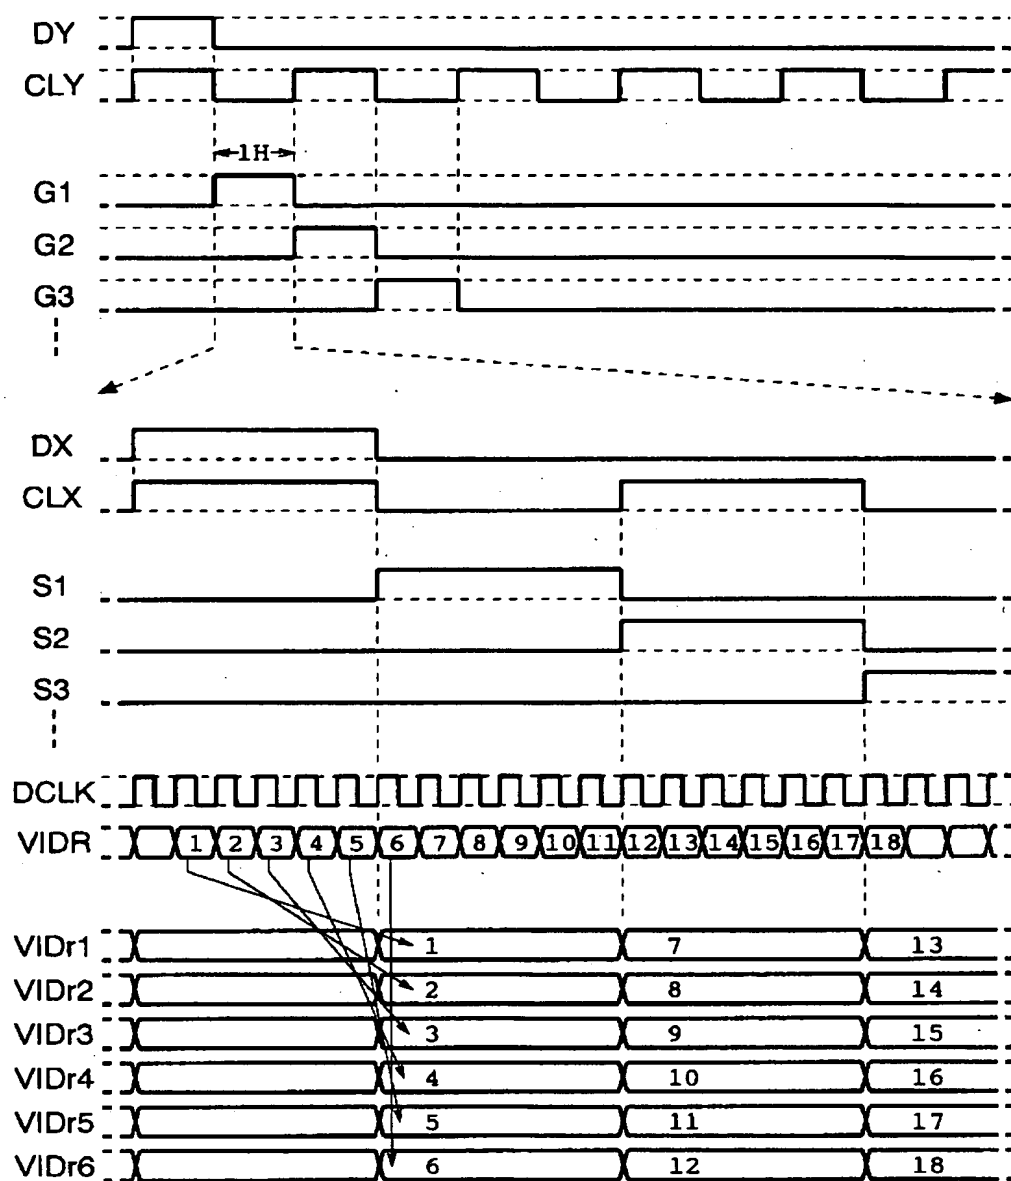 DY
CLY
1H
G1
G2
G3
DX
CLX
S1
S2
S3
DCLK
VIDR 1 2 3 4 5 6 7 8 9 10 11 12 13 14 15 16 17 18
VIDr1 1 7 13
VIDr2 2 8 14
VIDr3 3 9 15
VIDr4 4 10 16
VIDr5 5 11 17
VIDr6 6 12 18